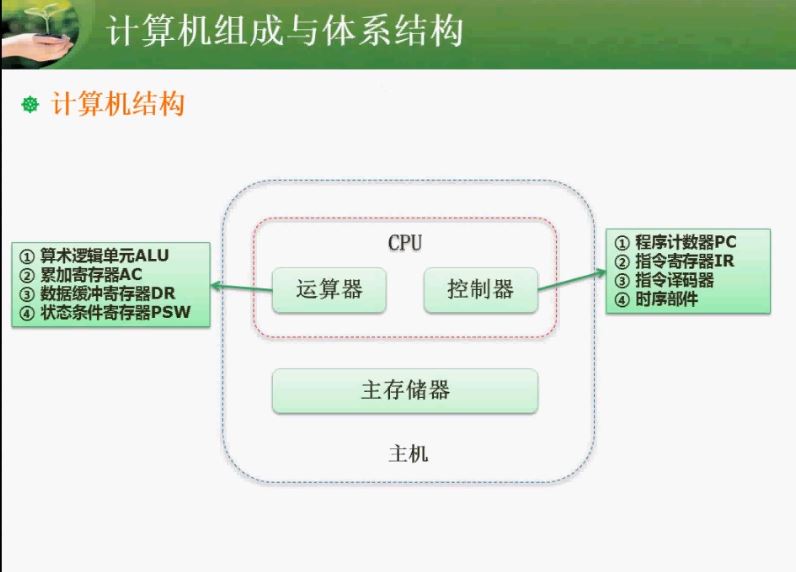 计算机组成与体系结构
计算机结构
CPU
① 算术逻辑单元ALU
② 累加寄存器AC
③ 数据缓冲寄存器DR
④ 状态条件寄存器PSW
运算器
控制器
① 程序计数器PC
② 指令寄存器IR
③ 指令译码器
④ 时序部件
主存储器
主机